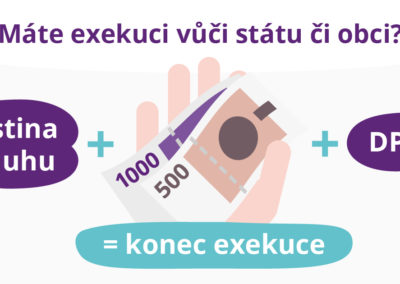 Máte exekuci vůči státu či obci?
stina
uhu
+
1000
500
+
DP
= konec exekuce